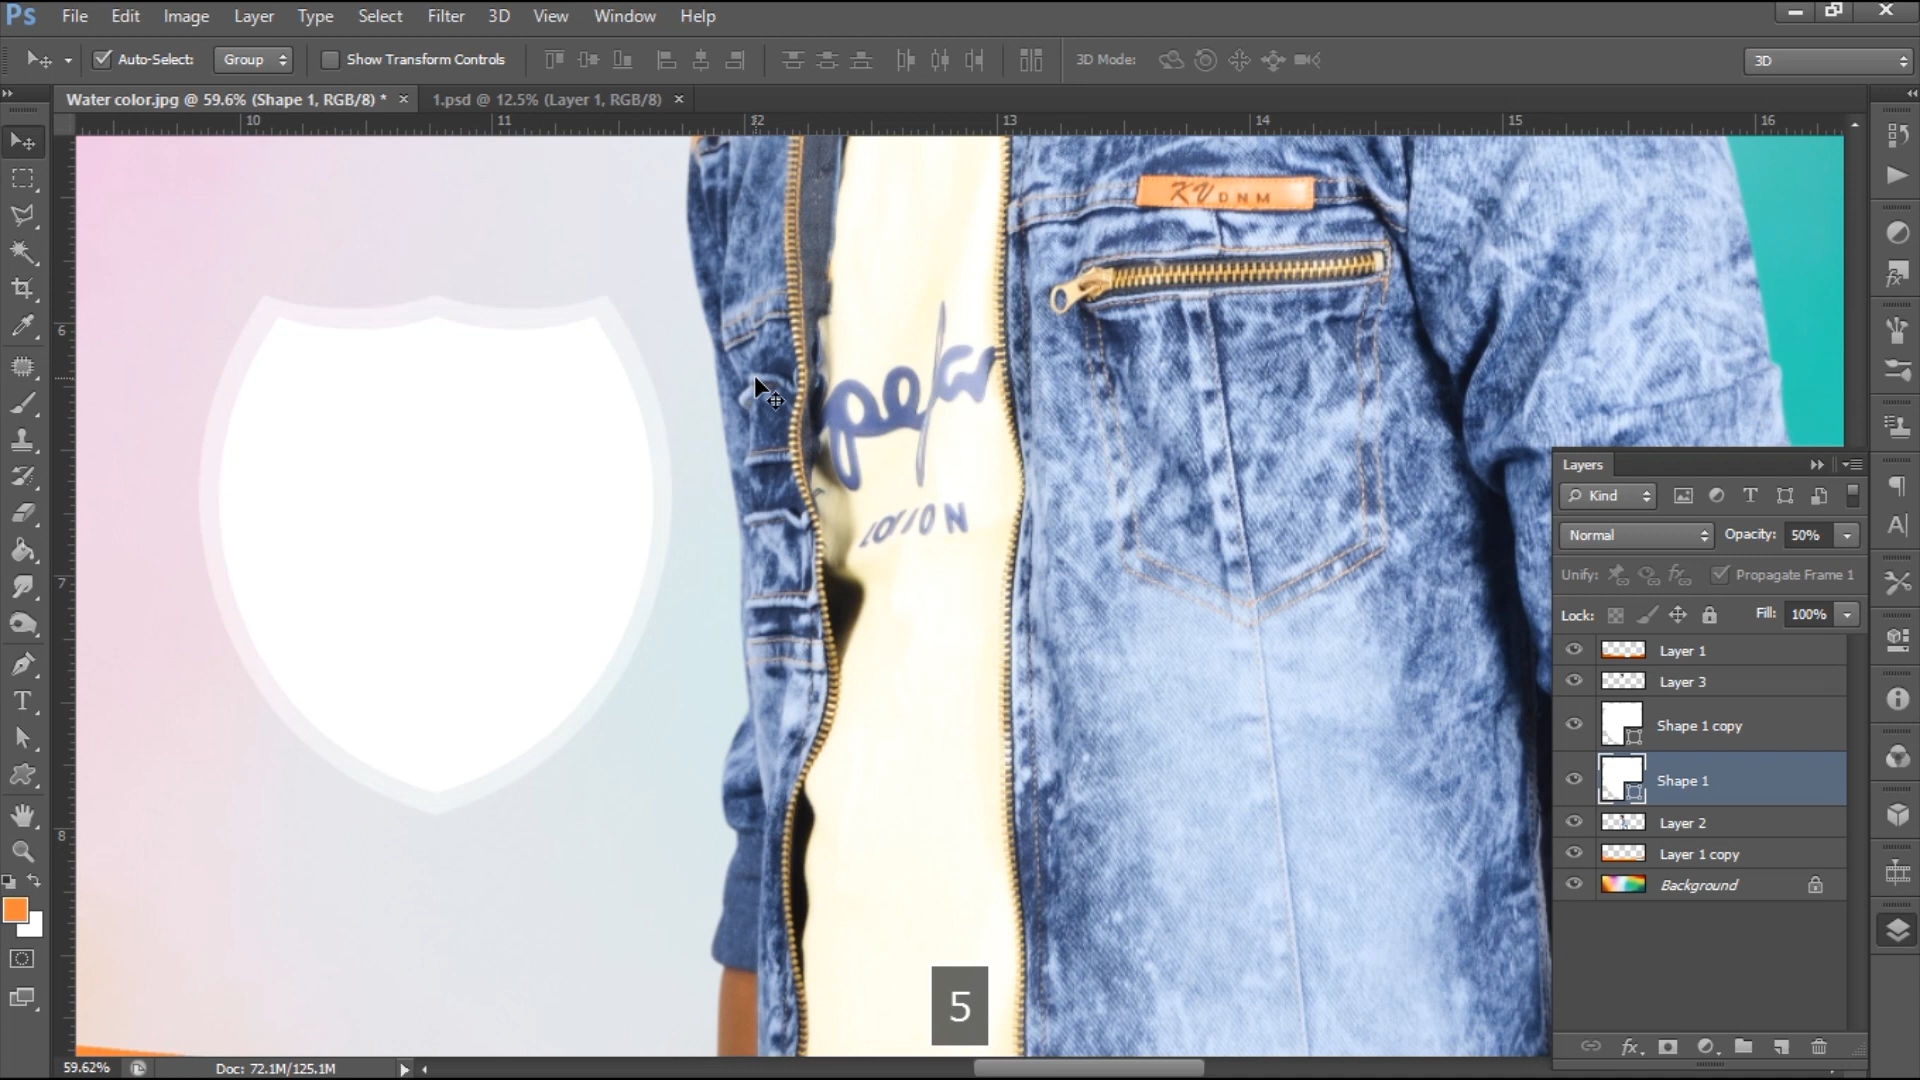 Ps File Edit Image Layer Type Select Filter 3D View Window Help
Auto-Select: Group Show Transform Controls 3D Mode: 3D
Water color.jpg @ 59.6% (Shape 1, RGB/8) * × 1.psd @ 12.5% (Layer 1, RGB/8) ×
10 11 12 13 14 15 16
KV DNM
6
7
8
Layers
Kind
Normal Opacity: 50%
Unify: Propagate Frame 1
Lock: Fill: 100%
Layer 1
Layer 3
Shape 1 copy
Shape 1
Layer 2
Layer 1 copy
Background
5
59.62% Doc: 72.1M/125.1M